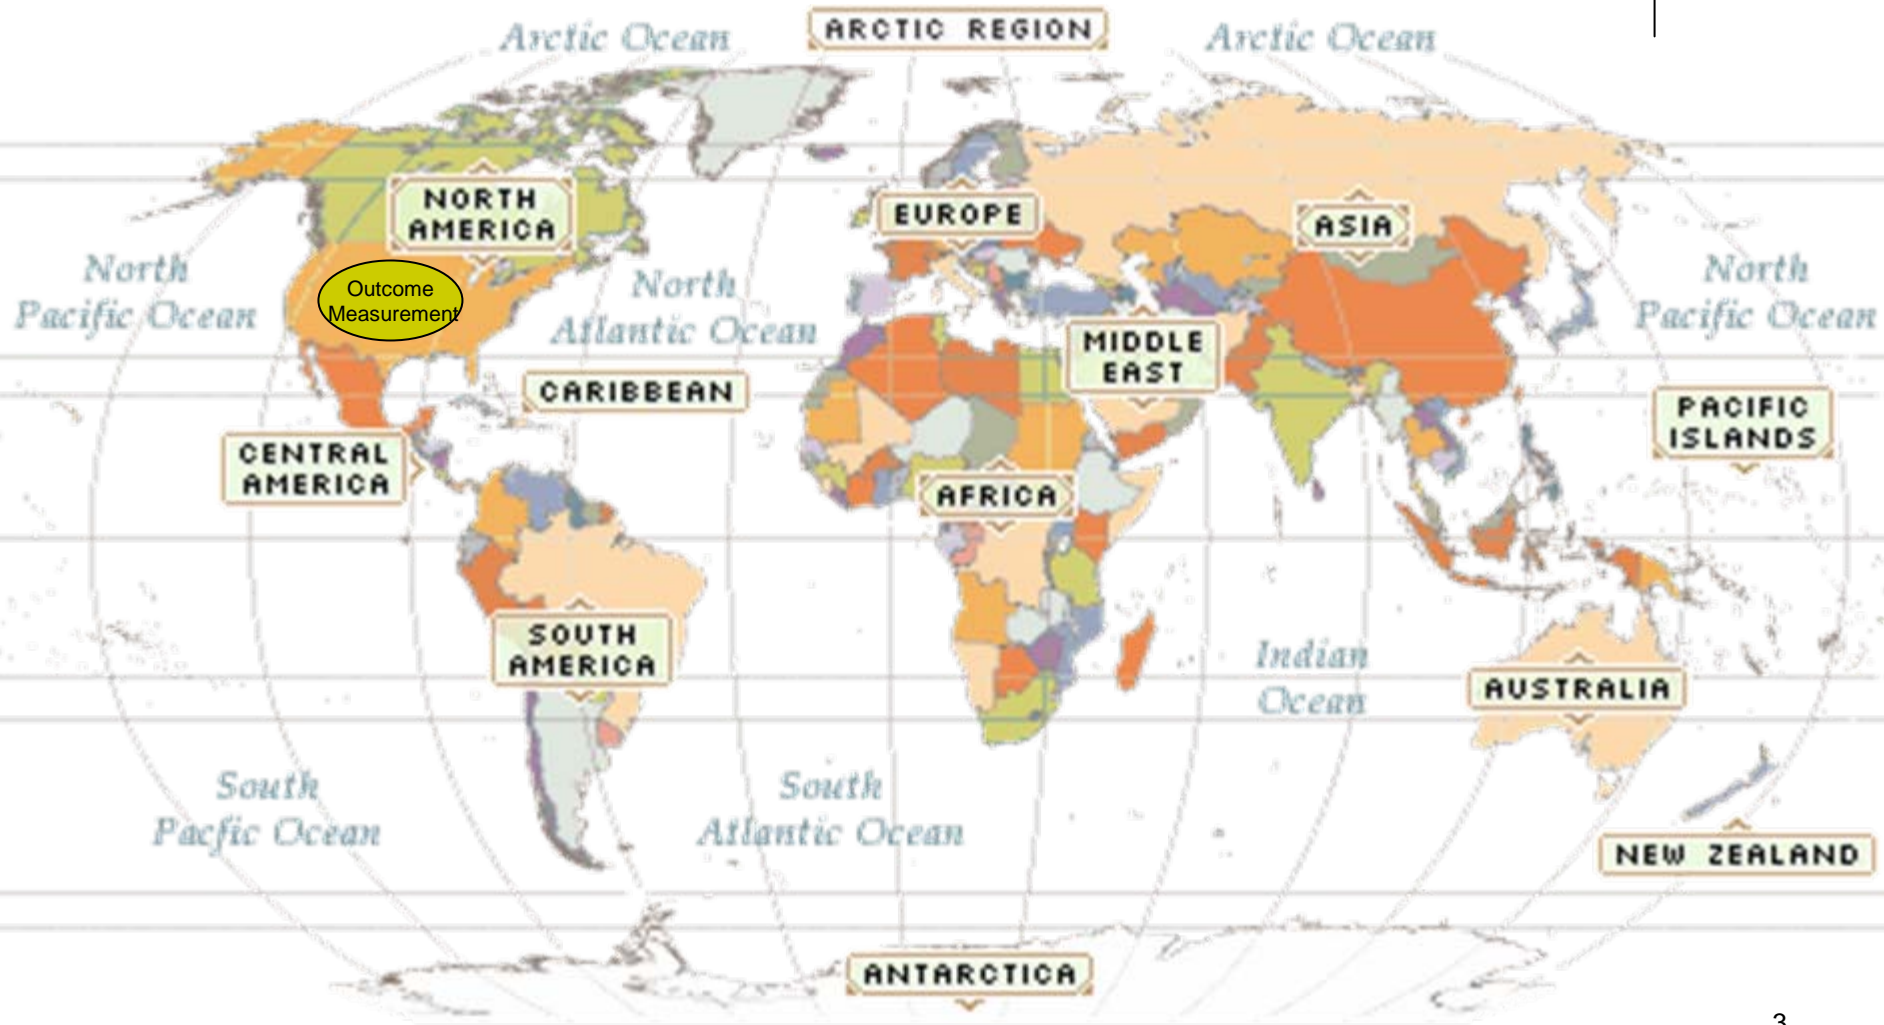 Arctic Ocean
ARCTIC REGION
Arctic Ocean
NORTH
AMERICA
EUROPE
ASIA
North
Pacific Ocean
Outcome
Measurement
North
Atlantic Ocean
North
Pacific Ocean
MIDDLE
EAST
CARIBBEAN
PACIFIC
ISLANDS
CENTRAL
AMERICA
AFRICA
SOUTH
AMERICA
Indian
Ocean
AUSTRALIA
South
Pacfic Ocean
South
Atlantic Ocean
NEW ZEALAND
ANTARCTICA
3